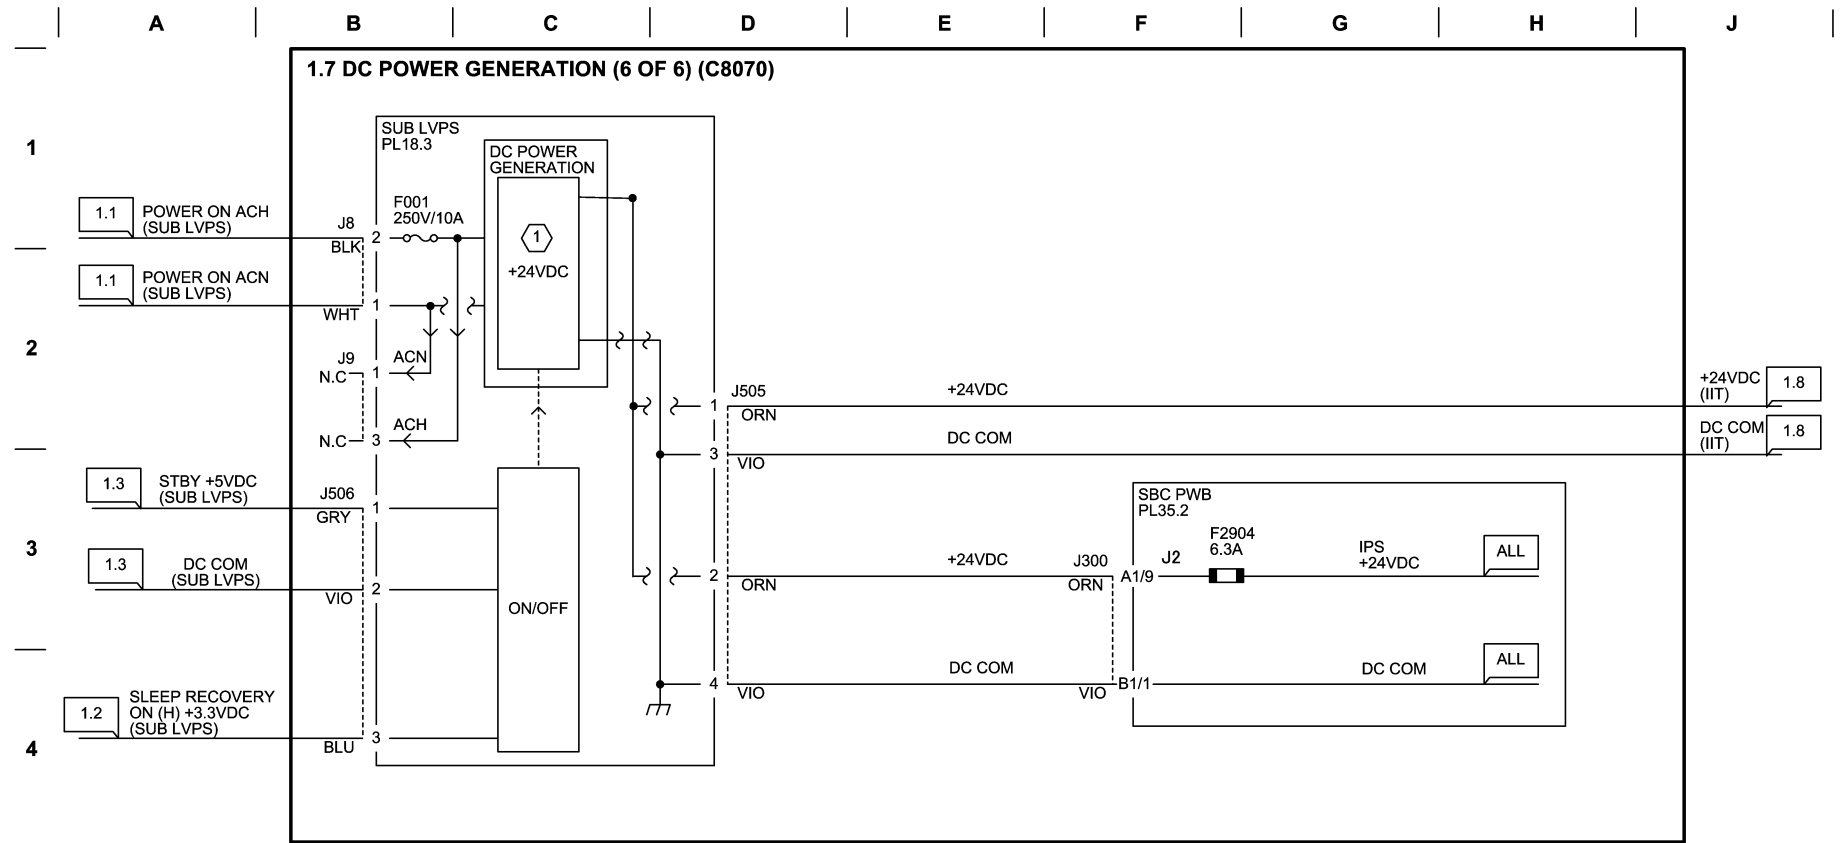 A B C D E F G H J
1.7 DC POWER GENERATION (6 OF 6) (C8070)
1
SUB LVPS
PL18.3
DC POWER
GENERATION
1.1
POWER ON ACH
(SUB LVPS)
J8
BLK
2
F001
250V/10A
1
+24VDC
1.1
POWER ON ACN
(SUB LVPS)
WHT
1
2
J9
N.C
1
ACN
N.C
3
ACH
J505
1
ORN
+24VDC
+24VDC
(IIT)
1.8
3
VIO
DC COM
DC COM
(IIT)
1.8
1.3
STBY +5VDC
(SUB LVPS)
J506
GRY
1
SBC PWB
PL35.2
3
1.3
DC COM
(SUB LVPS)
VIO
2
ON/OFF
2
ORN
+24VDC
J300
ORN
A1/9
J2
F2904
6.3A
IPS
+24VDC
ALL
4
VIO
DC COM
VIO
B1/1
DC COM
ALL
4
1.2
SLEEP RECOVERY
ON (H) +3.3VDC
(SUB LVPS)
BLU
3